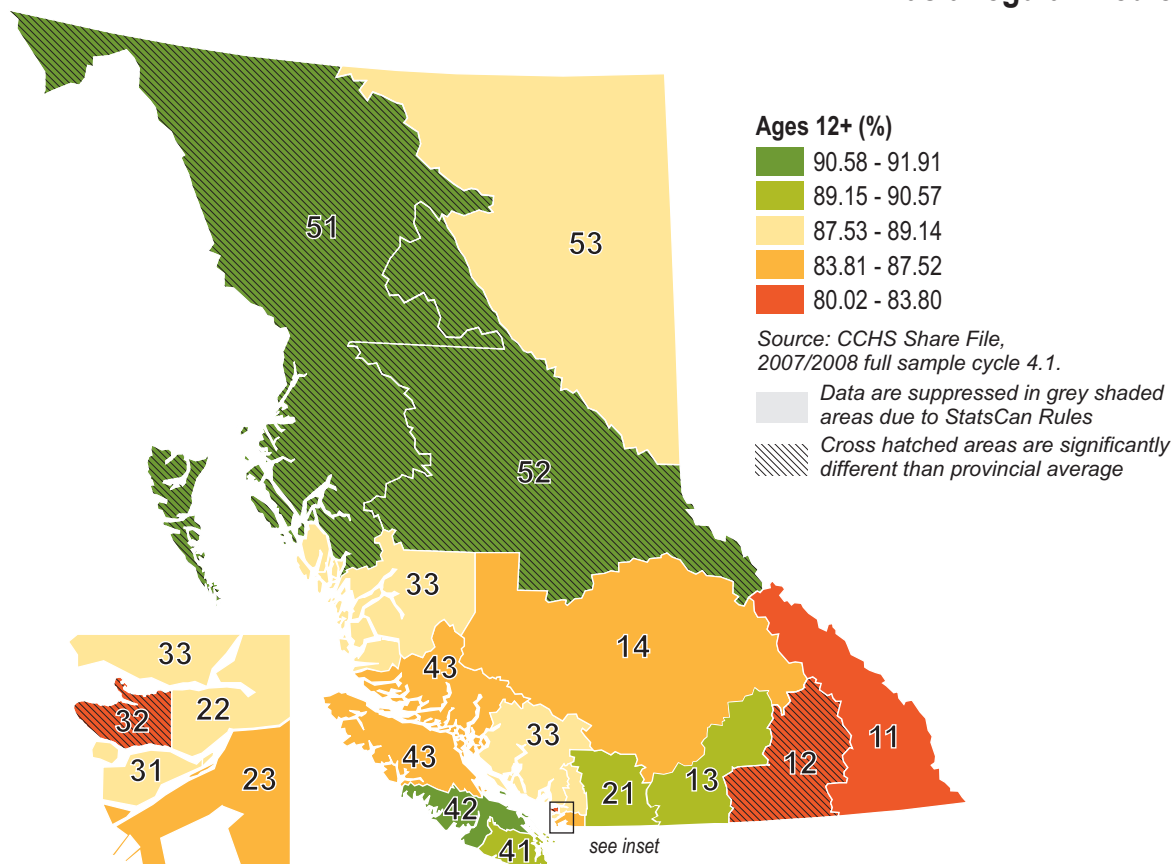 Ages 12+ (%)
90.58 - 91.91
89.15 - 90.57
87.53 - 89.14
83.81 - 87.52
80.02 - 83.80
Source: CCHS Share File,
2007/2008 full sample cycle 4.1.
Data are suppressed in grey shaded
areas due to StatsCan Rules
Cross hatched areas are significantly
different than provincial average
51
53
52
33
14
43
33
43
11
12
13
21
42
41
see inset
33
22
32
31
23